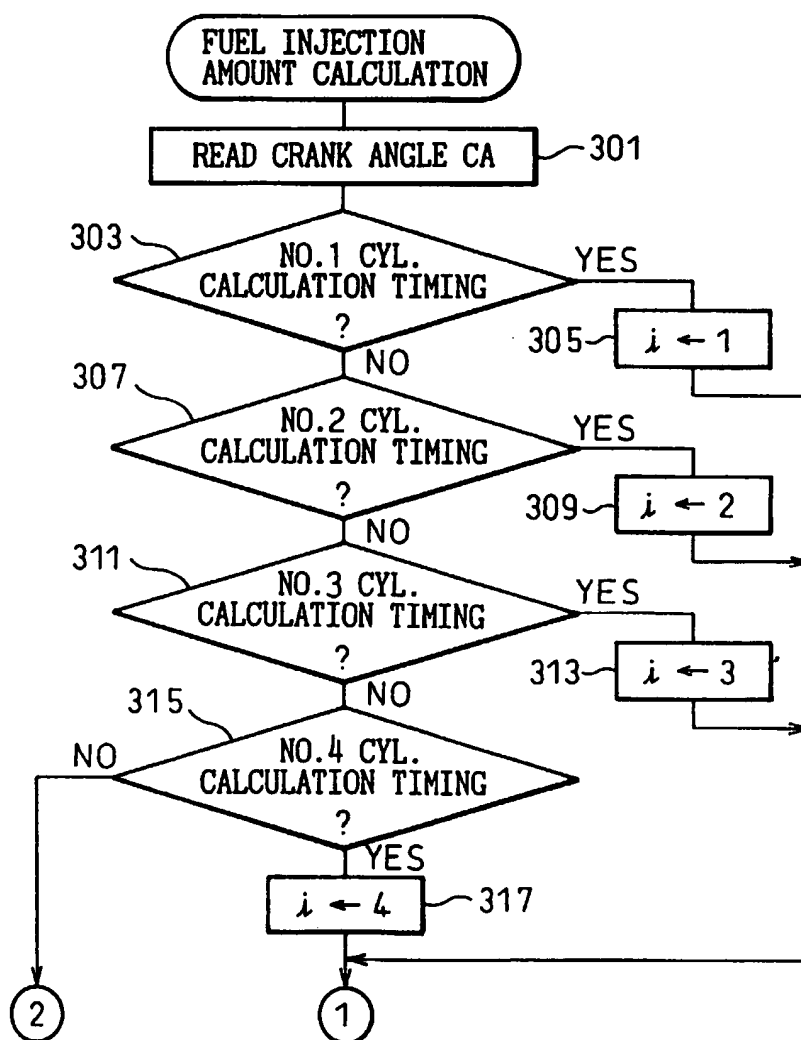 FUEL INJECTION
AMOUNT CALCULATION
READ CRANK ANGLE CA
301
303
NO.1 CYL.
CALCULATION TIMING
?
YES
305
i ← 1
NO
307
NO.2 CYL.
CALCULATION TIMING
?
YES
309
i ← 2
NO
311
NO.3 CYL.
CALCULATION TIMING
?
YES
313
i ← 3
NO
315
NO.4 CYL.
CALCULATION TIMING
?
NO
YES
i ← 4
317
2
1